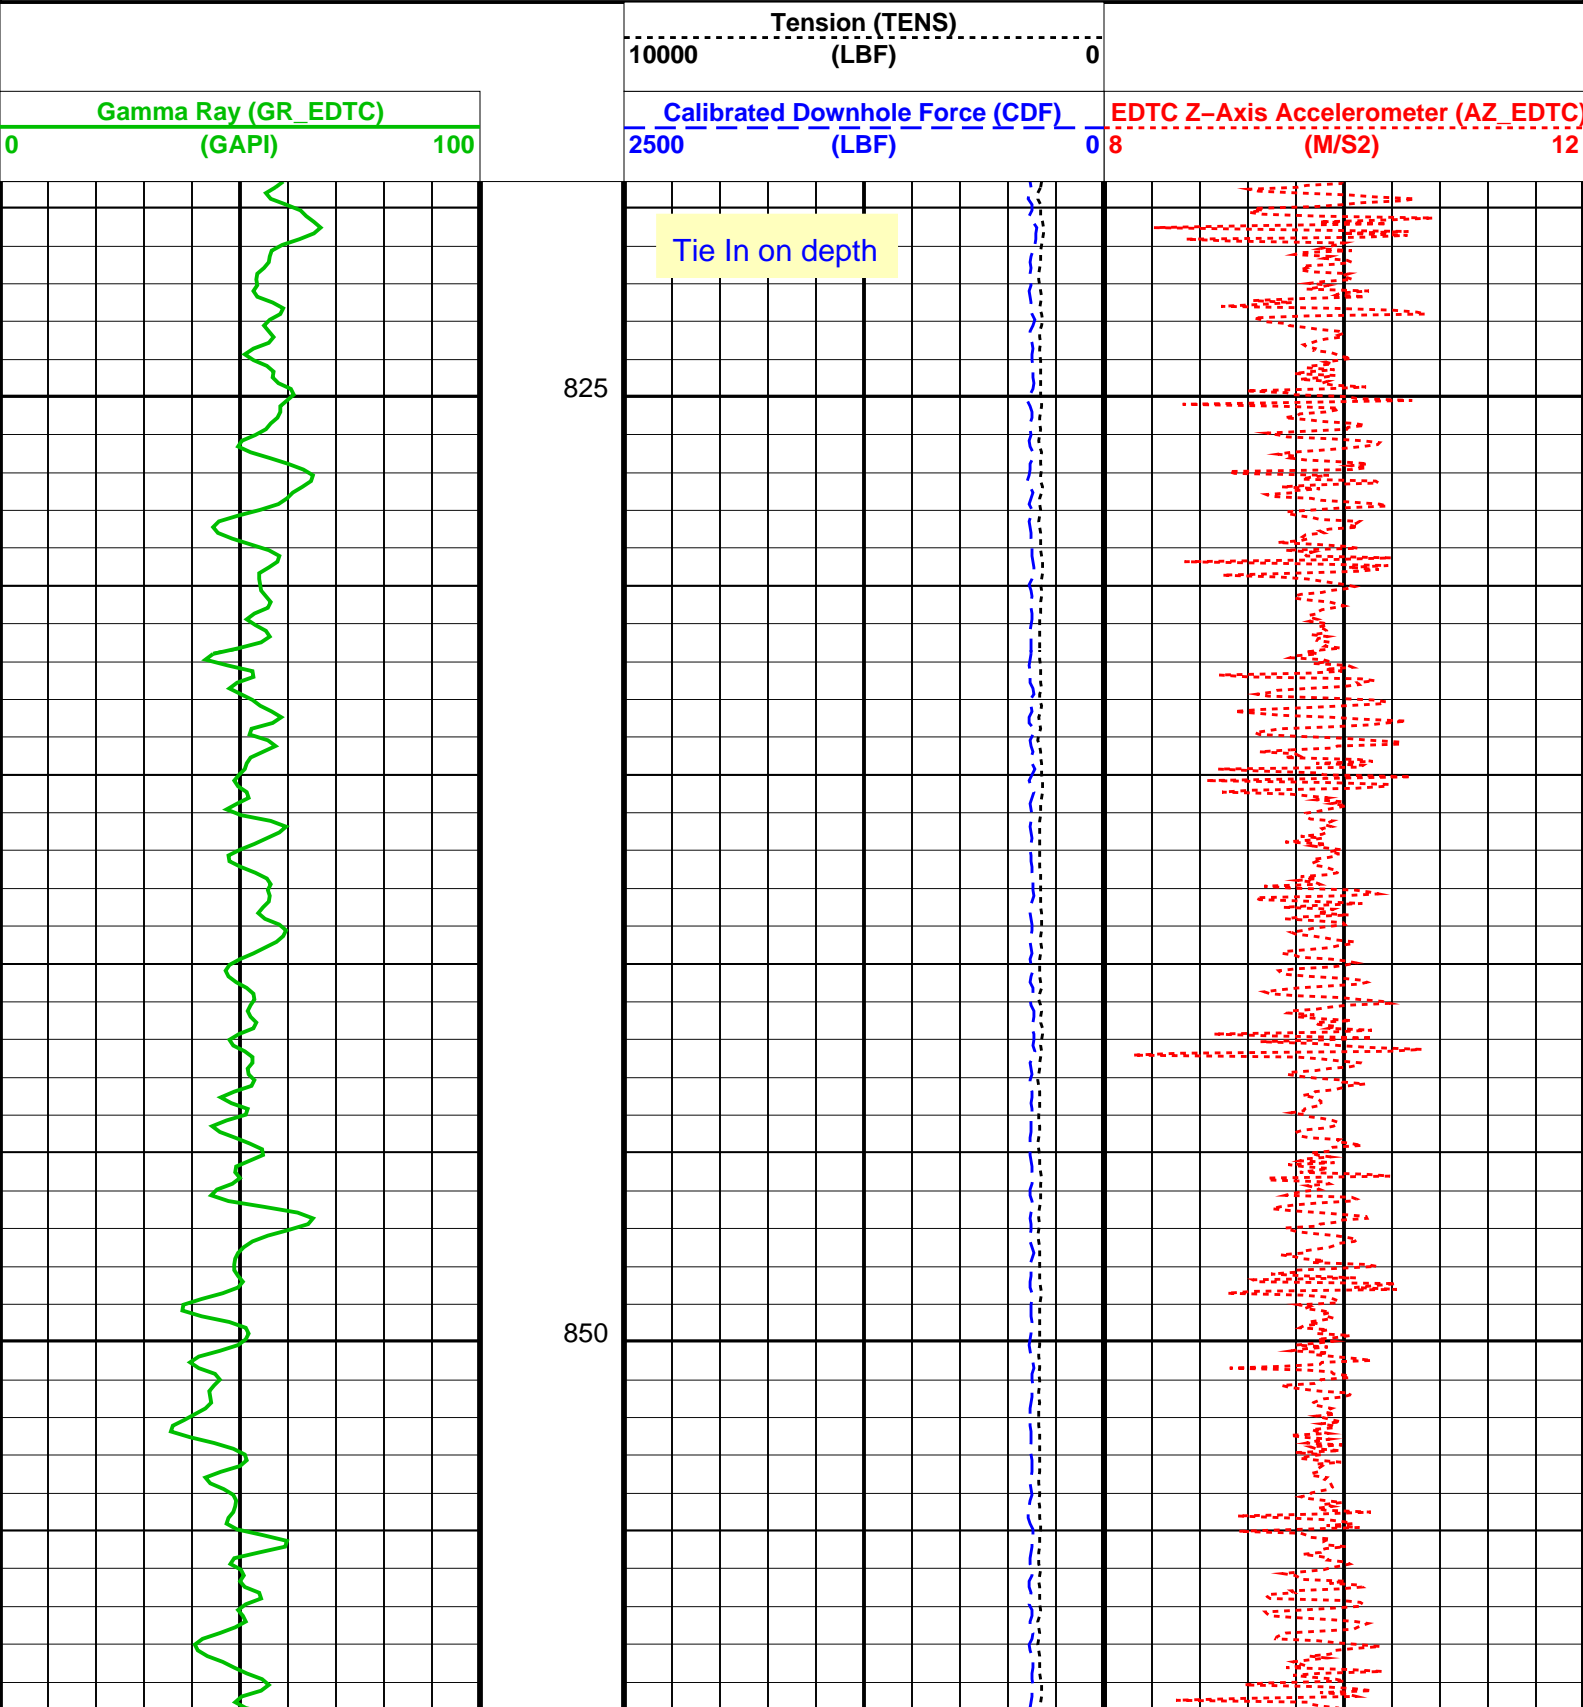 Tension (TENS)
10000 (LBF) 0
Gamma Ray (GR_EDTC)
0 (GAPI) 100
Calibrated Downhole Force (CDF)
2500 (LBF) 0
EDTC Z–Axis Accelerometer (AZ_EDTC)
8 (M/S2) 12
Tie In on depth
825
850